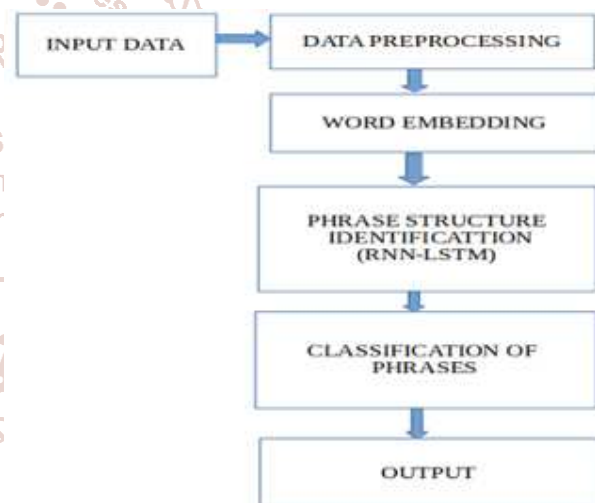 INPUT DATA
DATA PREPROCESSING
WORD EMBEDDING
PHRASE STRUCTURE
IDENTIFICATTION
(RNN-LSTM)
CLASSIFICATION OF
PHRASES
OUTPUT